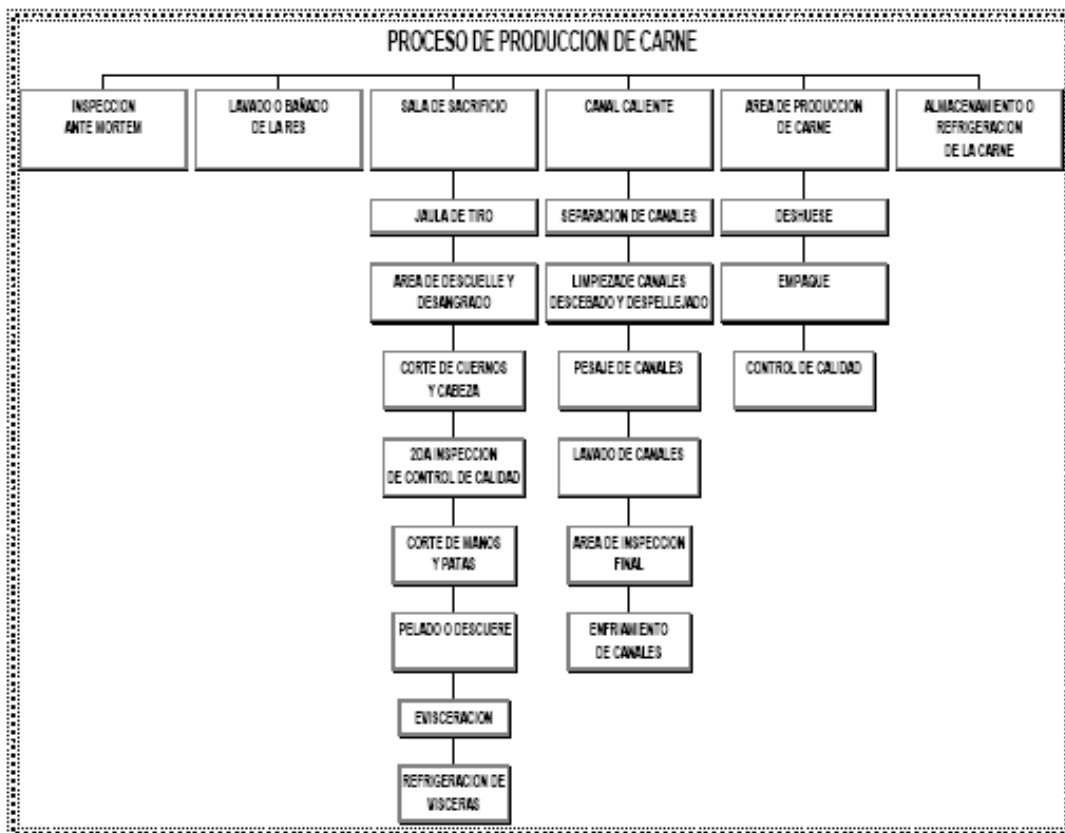 PROCESO DE PRODUCCION DE CARNE
INSPECCION
ANTE MORTEM
LAVADO O BAÑADO
DE LA RES
SALA DE SACRIFICIO
CANAL CALIENTE
AREA DE PRODUCCION
DE CARNE
ALMACENAMIENTO O
REFRIGERACION
DE LA CARNE
JAULA DE TIRO
AREA DE DESCUELLE Y
DESANGRADO
CORTE DE CUERNOS
Y CABEZA
2DA INSPECCION
DE CONTROL DE CALIDAD
CORTE DE MANOS
Y PATAS
PELADO O DESCUERE
EVISCERACION
REFRIGERACION DE
VISCERAS
SEPARACION DE CANALES
LIMPIEZADE CANALES
DESCEBADO Y DESPELLEJADO
PESAJE DE CANALES
LAVADO DE CANALES
AREA DE INSPECCION
FINAL
ENFRIAMIENTO
DE CANALES
DESHUESE
EMPAQUE
CONTROL DE CALIDAD